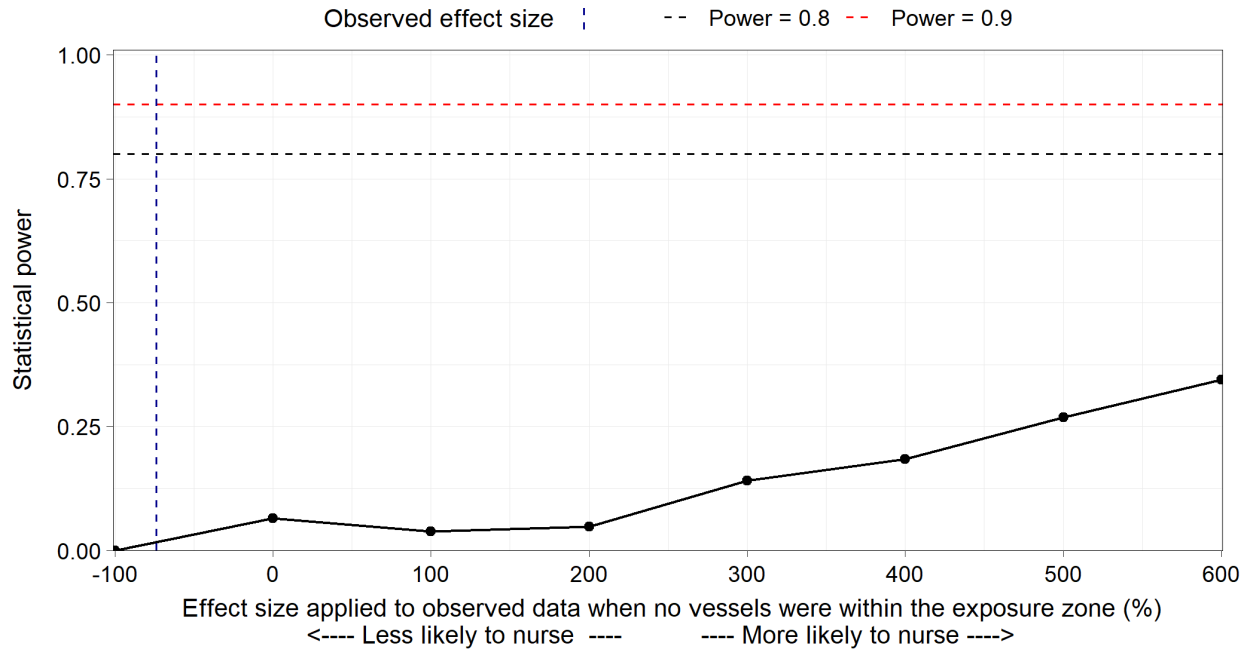 Observed effect size Power = 0.8 Power = 0.9
1.00
0.75
0.50
0.25
0.00
Statistical power
-100 0 100 200 300 400 500 600
Effect size applied to observed data when no vessels were within the exposure zone (%)
<---- Less likely to nurse ---- ---- More likely to nurse ---->